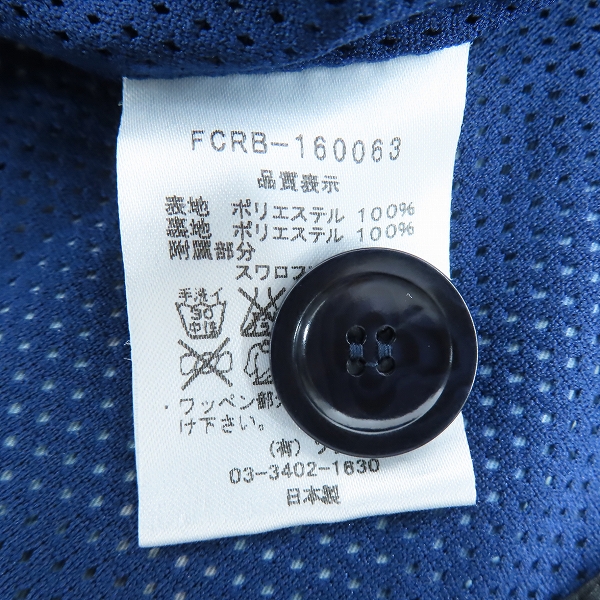 FCRB-160063
品質表示
表地 ポリエステル 100%
裏地 ポリエステル 100%
附属部分
スワロフ
手洗イ
30
中性
・ワッペン部
け下さい。
(有)
03-3402-1630
日本製